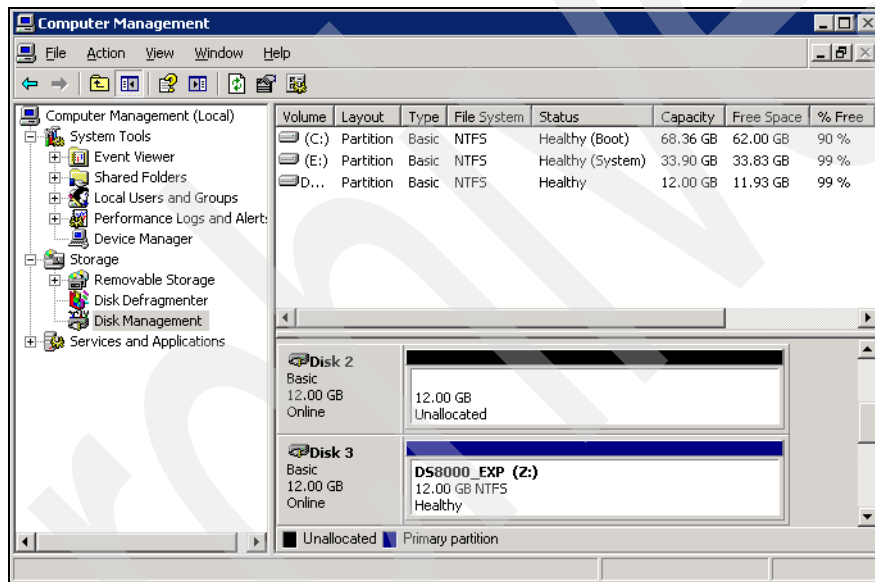 Computer Management
File Action View Window Help
Computer Management (Local)
System Tools
Event Viewer
Shared Folders
Local Users and Groups
Performance Logs and Alert
Device Manager
Storage
Removable Storage
Disk Defragmenter
Disk Management
Services and Applications
Volume Layout Type File System Status Capacity Free Space % Free
(C:) Partition Basic NTFS Healthy (Boot) 68.36 GB 62.00 GB 90 %
(E:) Partition Basic NTFS Healthy (System) 33.90 GB 33.83 GB 99 %
D... Partition Basic NTFS Healthy 12.00 GB 11.93 GB 99 %
Disk 2
Basic
12.00 GB
Online
12.00 GB
Unallocated
Disk 3
Basic
12.00 GB
Online
DS8000_EXP (Z:)
12.00 GB NTFS
Healthy
Unallocated Primary partition